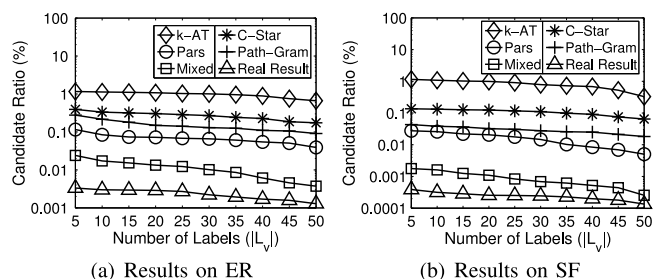 Candidate Ratio (%)
100
10
1
0.1
0.01
0.001
k-AT
Pars
Mixed
C-Star
Path-Gram
Real Result
5 10 15 20 25 30 35 40 45 50
Number of Labels (|Lv|)
(a) Results on ER
Candidate Ratio (%)
100
10
1
0.1
0.01
0.001
0.0001
k-AT
Pars
Mixed
C-Star
Path-Gram
Real Result
5 10 15 20 25 30 35 40 45 50
Number of Labels (|Lv|)
(b) Results on SF